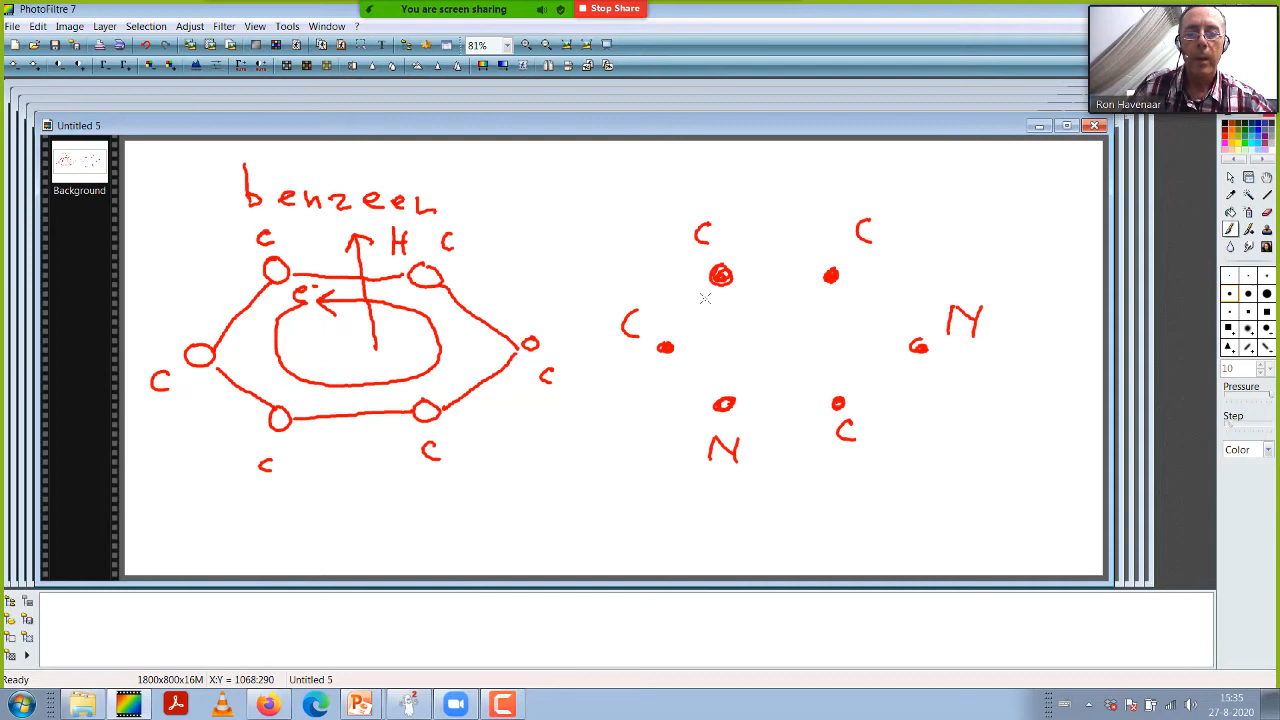 PhotoFiltre 7
You are screen sharing
Stop Share
File Edit Image Layer Selection Adjust Filter View Photos Tools Window ?
81%
Ron Havenaar
Untitled 5
Background
benzeen
C H C
C C
e-
C N
C C
C
C C
N
10
Pressure:
Step
Color
Ready 1800x800x16M X:Y = 1068:290 Untitled 5
15:35
27-8-2020